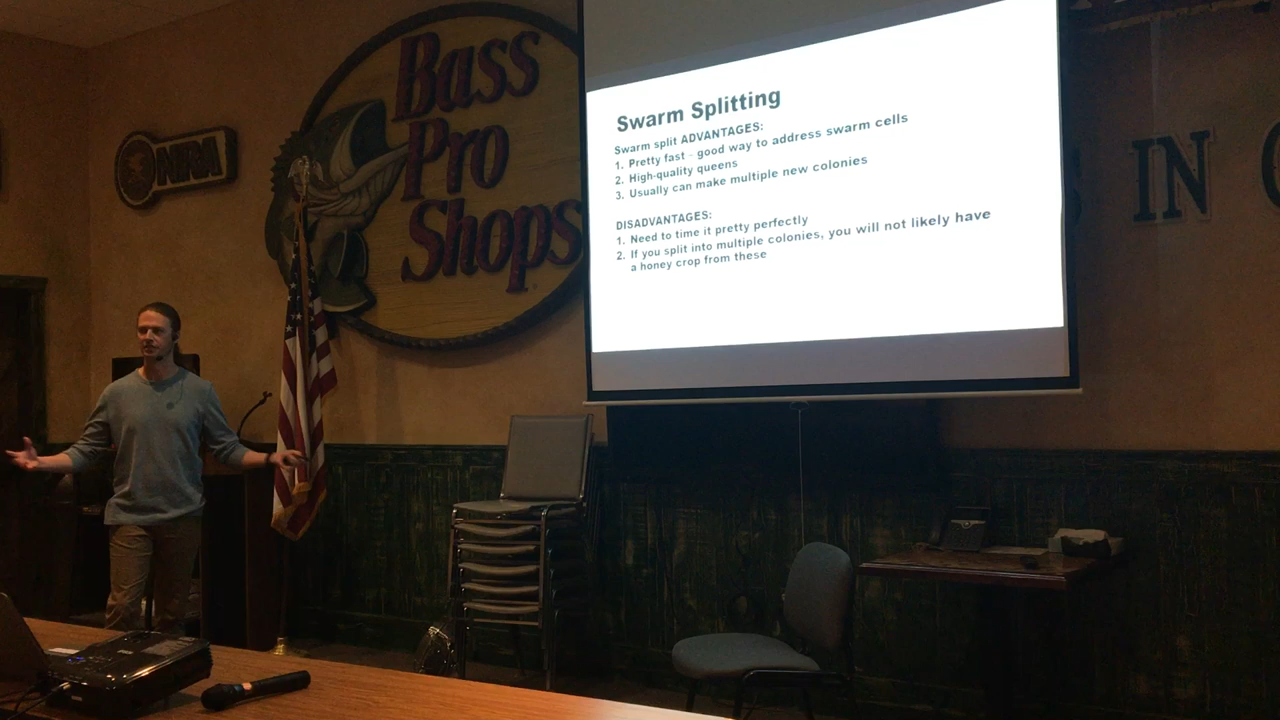 Bass
Pro
Shops
NRA
Swarm Splitting
Swarm split ADVANTAGES:
1. Pretty fast - good way to address swarm cells
2. High-quality queens
3. Usually can make multiple new colonies
DISADVANTAGES:
1. Need to time it pretty perfectly
2. If you split into multiple colonies, you will not likely have
a honey crop from these
IN